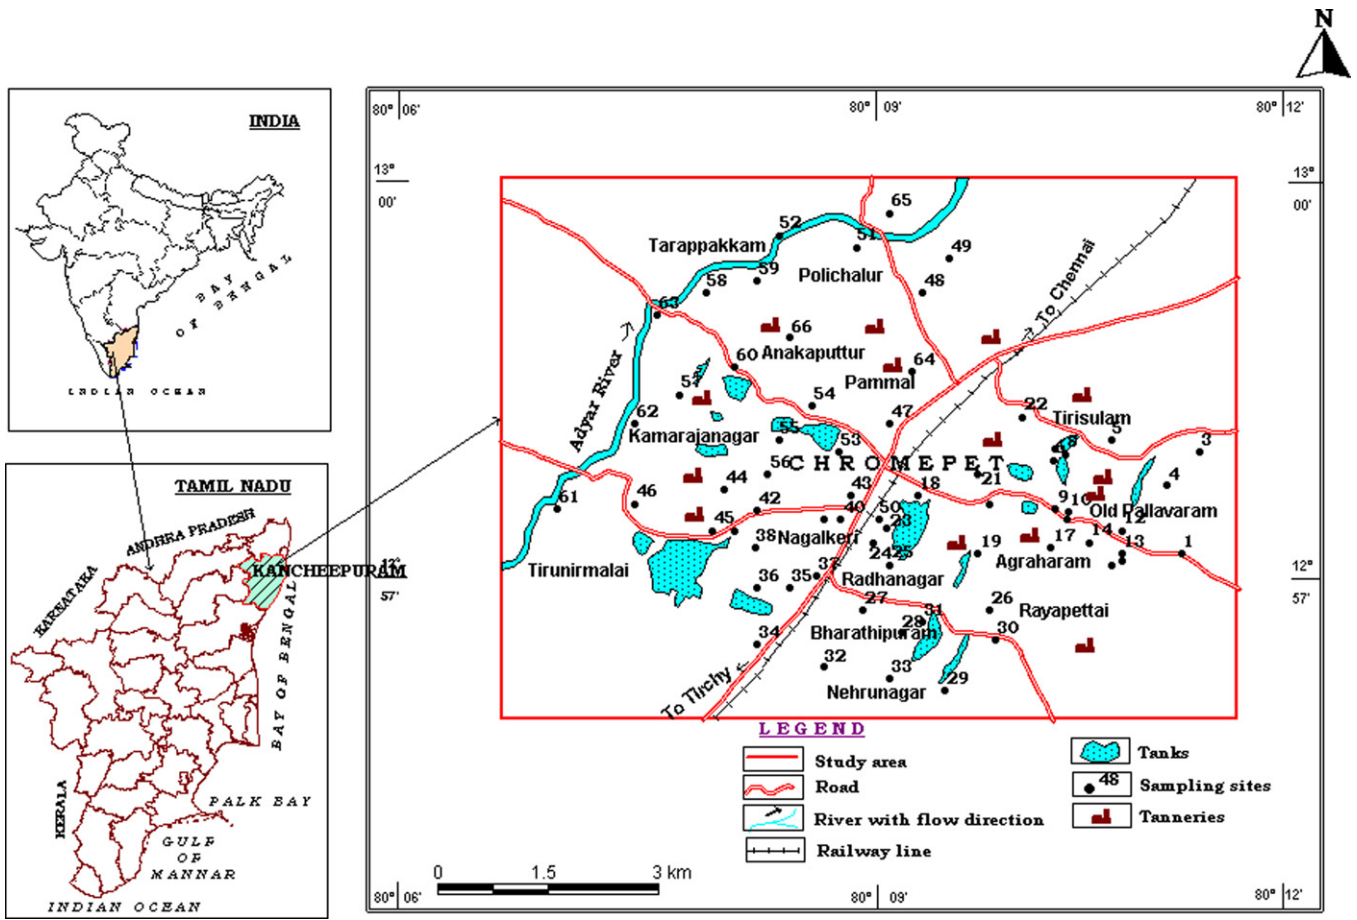 N
INDIA
BAY
OF BENGAL
INDIAN OCEAN
TAMIL NADU
ANDHRA PRADESH
KARNATAKA
KANCHEEPURAM
BAY OF BENGAL
KERALA
PALK BAY
GULF
OF
MANNAR
INDIAN OCEAN
80° 06'
80° 09'
80° 12'
13°
00'
13°
00'
65
52
51
49
Tarappakkam
Polichalur
59
58
48
To Chennai
63
66
Anakaputtur
60
64
Pammal
Adyar River
57
54
62
47
22
Tirisulam
Kamarajanagar
55
53
5
3
8
6
CHROMEPET
56
21
4
44
43
18
46
42
9
10
Old Pallavaram
61
45
40
50
23
12
Nagalkeri
38
24
25
19
17
14
13
1
Tirunirmalai
Radhanagar
Agraharam
12°
57'
36
35
37
27
26
Rayapettai
31
28
Bharathipuram
30
34
32
33
29
Nehrunagar
To Tirchy
LEGEND
Study area
Road
River with flow direction
Railway line
Tanks
48
Sampling sites
Tanneries
0
1.5
3 km
80° 06'
80° 09'
80° 12'